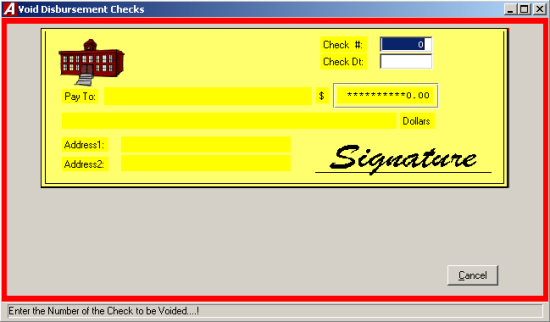 A Void Disbursement Checks
Check #: 0
Check Dt:
Pay To: $ **********0.00
Dollars
Address1:
Address2:
Signature
Cancel
Enter the Number of the Check to be Voided....!